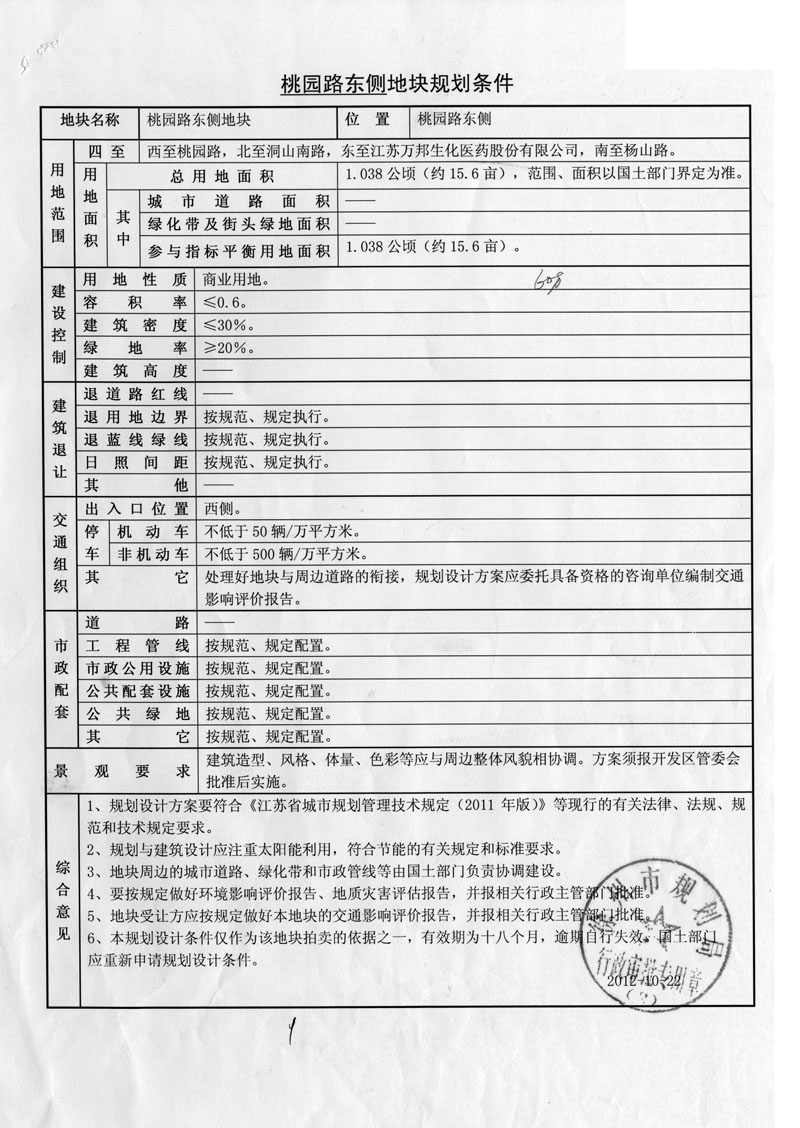 桃园路东侧地块规划条件
地块名称 桃园路东侧地块 位置 桃园路东侧
用地范围 四至 西至桃园路，北至洞山南路，东至江苏万邦生化医药股份有限公司，南至杨山路。
用地面积 总用地面积 1.038公顷（约15.6亩），范围、面积以国土部门界定为准。
其中 城市道路面积 ——
绿化带及街头绿地面积 ——
参与指标平衡用地面积 1.038公顷（约15.6亩）。
建设控制 用地性质 商业用地。
容积率 ≤0.6。
建筑密度 ≤30%。
绿地率 ≥20%。
建筑高度 ——
建筑退让 退道路红线 ——
退用地边界 按规范、规定执行。
退蓝线绿线 按规范、规定执行。
日照间距 按规范、规定执行。
其他 ——
交通组织 出入口位置 西侧。
停车 机动车 不低于50辆/万平方米。
非机动车 不低于500辆/万平方米。
其它 处理好地块与周边道路的衔接，规划设计方案应委托具备资格的咨询单位编制交通
影响评价报告。
市政配套 道路 ——
工程管线 按规范、规定配置。
市政公用设施 按规范、规定配置。
公共配套设施 按规范、规定配置。
公共绿地 按规范、规定配置。
其它 按规范、规定配置。
景观要求 建筑造型、风格、体量、色彩等应与周边整体风貌相协调。方案须报开发区管委会
批准后实施。
综合意见 1、规划设计方案要符合《江苏省城市规划管理技术规定（2011年版）》等现行的有关法律、法规、规
范和技术规定要求。
2、规划与建筑设计应注重太阳能利用，符合节能的有关规定和标准要求。
3、地块周边的城市道路、绿化带和市政管线等由国土部门负责协调建设。
4、要按规定做好环境影响评价报告、地质灾害评估报告，并报相关行政主管部门批准。
5、地块受让方应按规定做好本地块的交通影响评价报告，并报相关行政主管部门批准。
6、本规划设计条件仅作为该地块拍卖的依据之一，有效期为十八个月，逾期自行失效。国土部门
应重新申请规划设计条件。
2012-10-22
市规划局
行政审批专用章